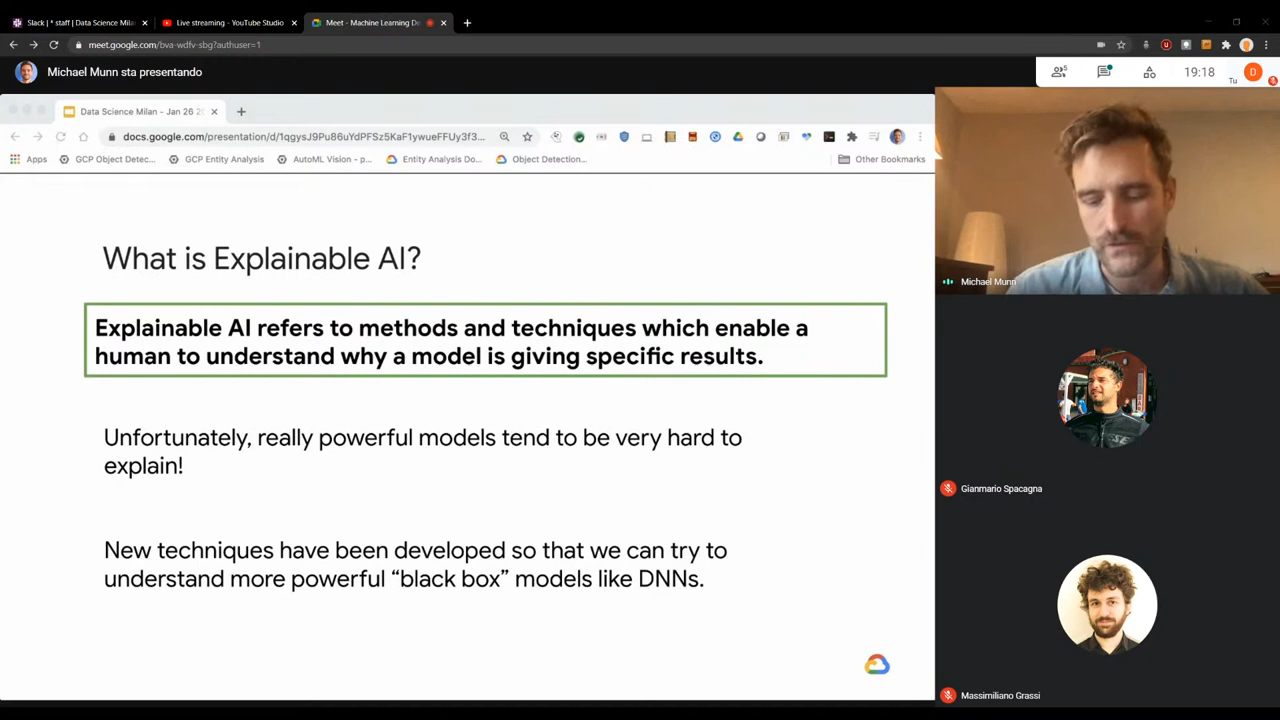 Slack | * staff | Data Science Mila
Live streaming - YouTube Studio
Meet - Machine Learning De
meet.google.com/bva-wdfv-sbg?authuser=1
Michael Munn sta presentando
5
19:18
Tu
D
Data Science Milan - Jan 26 20
docs.google.com/presentation/d/1qgysJ9Pu86uYdPFSz5KaF1ywueFFUy3f3...
Apps
GCP Object Detec...
GCP Entity Analysis
AutoML Vision - p...
Entity Analysis Do...
Object Detection...
Other Bookmarks
What is Explainable AI?
Explainable AI refers to methods and techniques which enable a
human to understand why a model is giving specific results.
Unfortunately, really powerful models tend to be very hard to
explain!
New techniques have been developed so that we can try to
understand more powerful “black box” models like DNNs.
Michael Munn
Gianmario Spacagna
Massimiliano Grassi